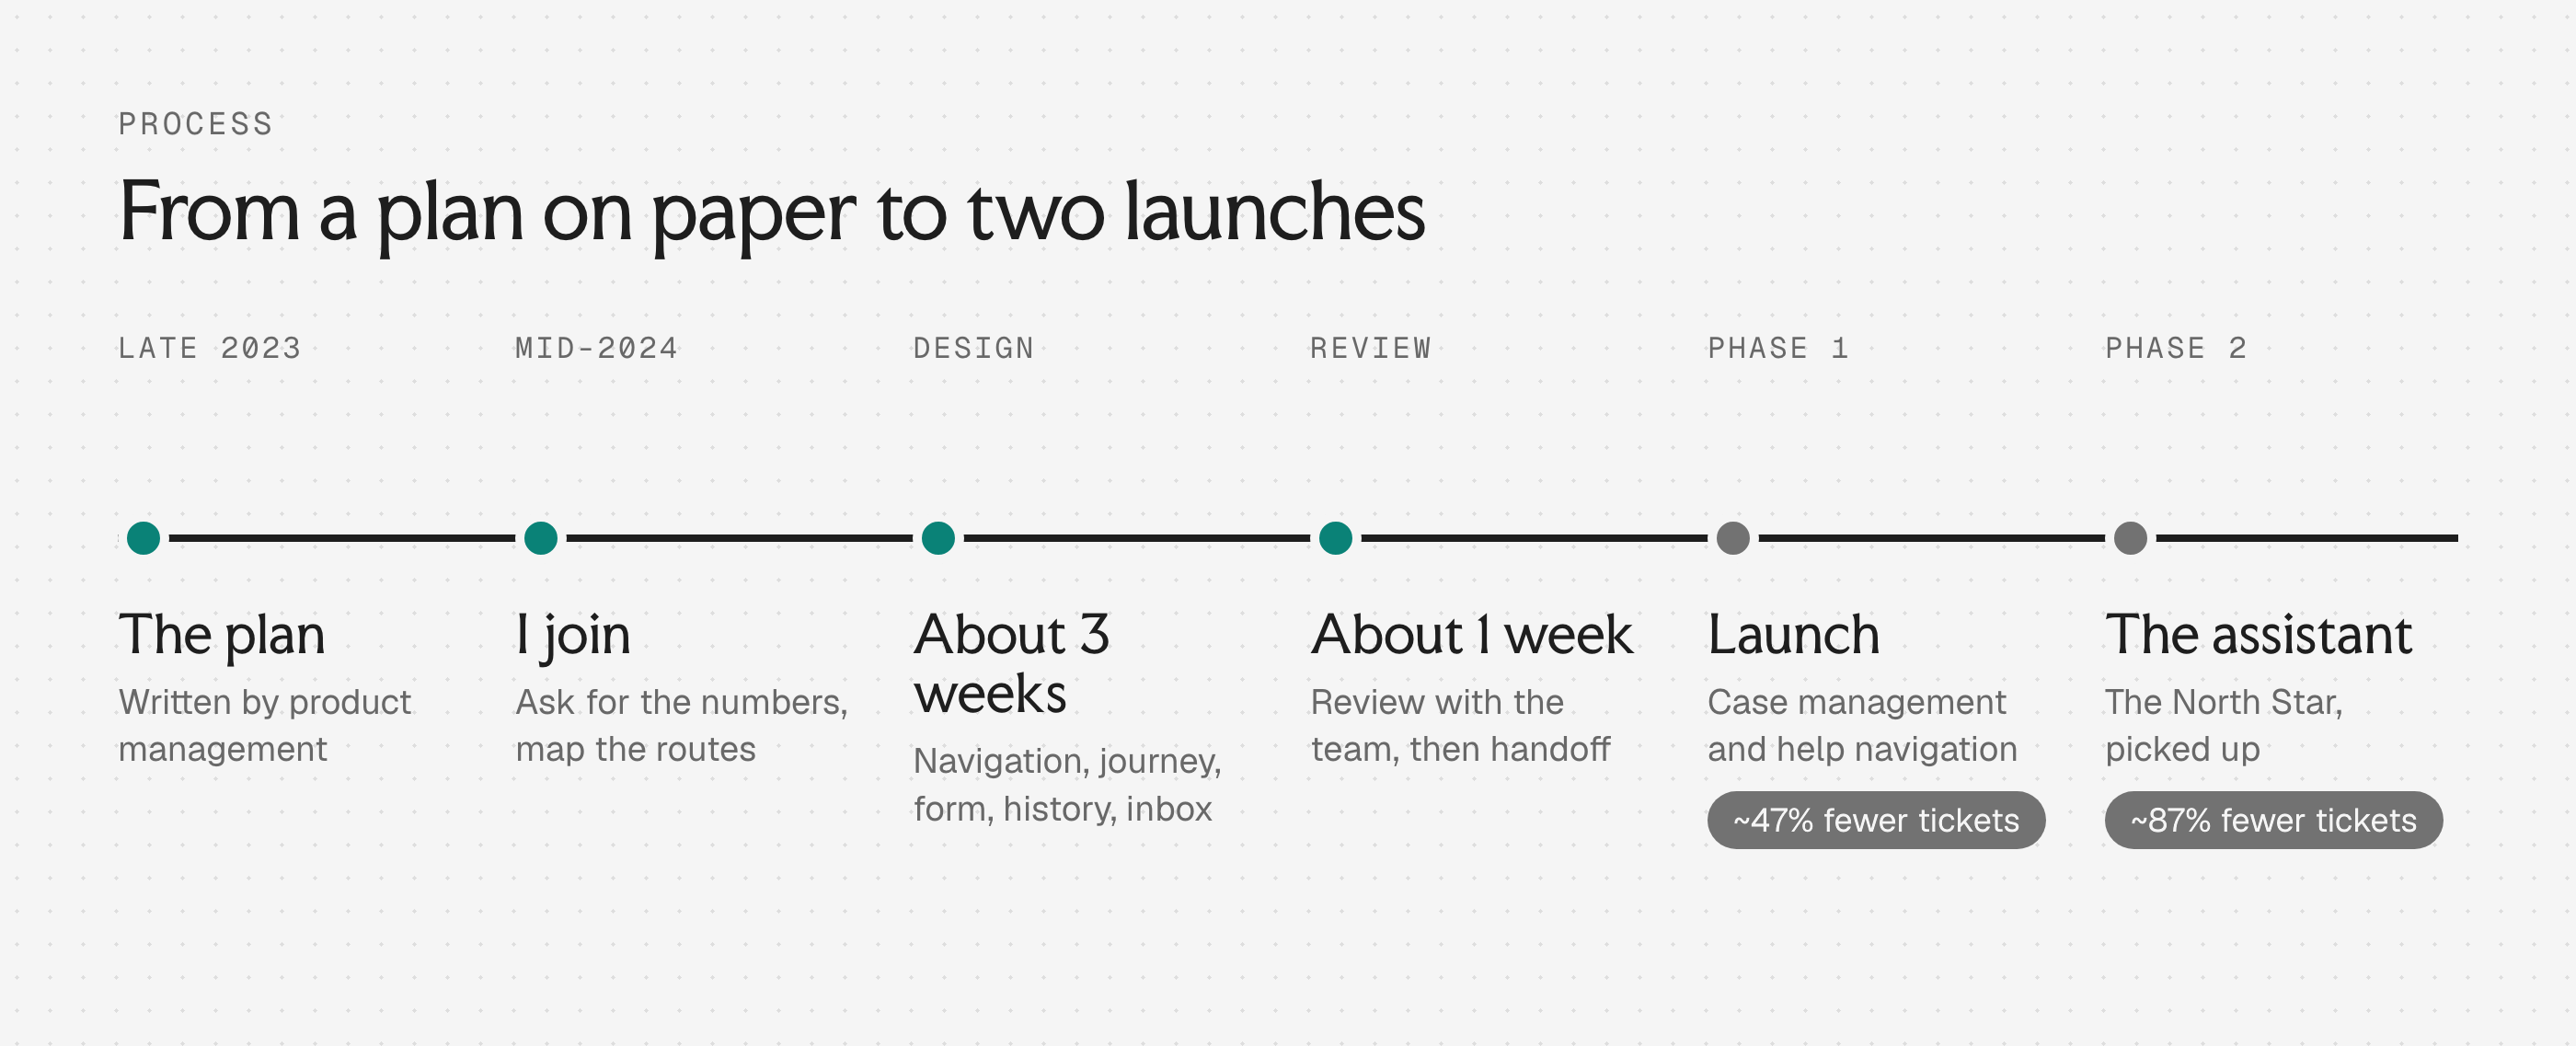 PROCESS
From a plan on paper to two launches
LATE 2023
MID-2024
DESIGN
REVIEW
PHASE 1
PHASE 2
The plan
Written by product
management
I join
Ask for the numbers,
map the routes
About 3
weeks
Navigation, journey,
form, history, inbox
About 1 week
Review with the
team, then handoff
Launch
Case management
and help navigation
~47% fewer tickets
The assistant
The North Star,
picked up
~87% fewer tickets